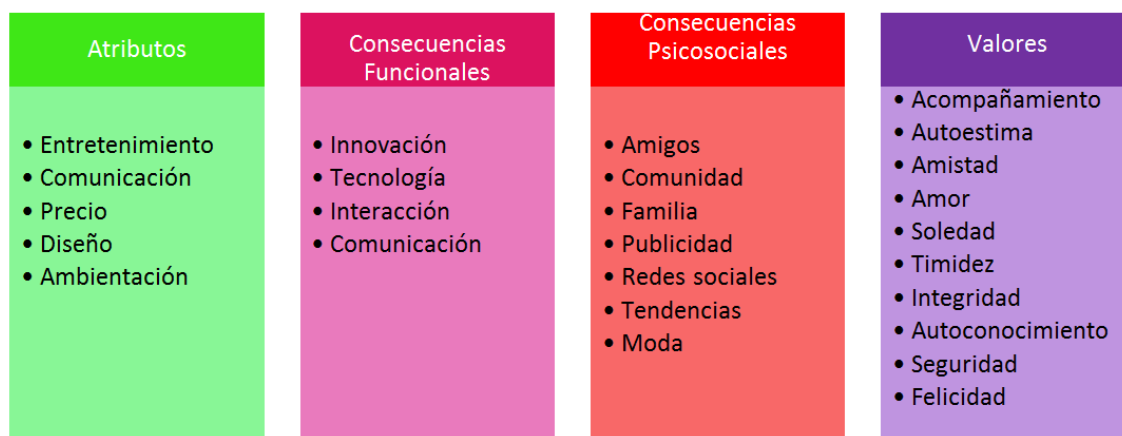 Atributos
• Entretenimiento
• Comunicación
• Precio
• Diseño
• Ambientación
Consecuencias
Funcionales
• Innovación
• Tecnología
• Interacción
• Comunicación
Consecuencias
Psicosociales
• Amigos
• Comunidad
• Familia
• Publicidad
• Redes sociales
• Tendencias
• Moda
Valores
• Acompañamiento
• Autoestima
• Amistad
• Amor
• Soledad
• Timidez
• Integridad
• Autoconocimiento
• Seguridad
• Felicidad